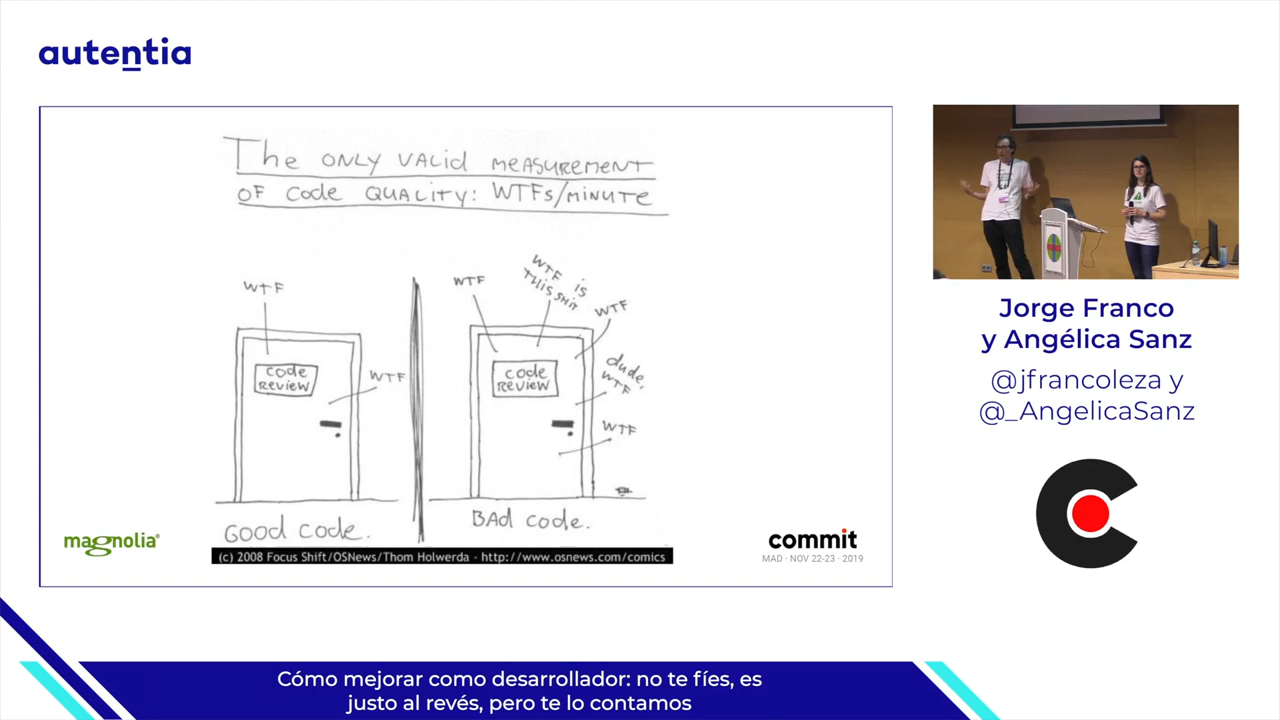 autentia
The ONLY VALID MEASUREMENT
OF Code QUALITY: WTFs/MINUTE
WTF
code
REVIEW
WTF
GOOD code.
WTF
WTF IS
THIS SHIT
WTF
dude,
WTF
code
REVIEW
WTF
BAd code.
(c) 2008 Focus Shift/OSNews/Thom Holwerda - http://www.osnews.com/comics
magnolia®
commit
MAD · NOV 22-23 · 2019
Jorge Franco
y Angélica Sanz
@jfrancoleza y
@_AngelicaSanz
Cómo mejorar como desarrollador: no te fíes, es
justo al revés, pero te lo contamos